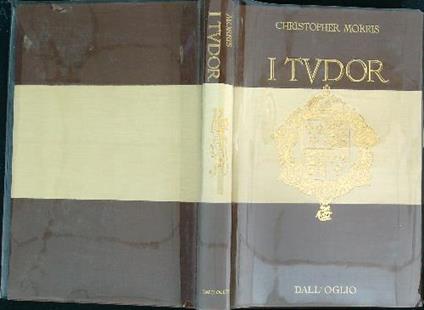 MORRIS
I TVDOR
DALL'OGLIO
CHRISTOPHER MORRIS
I TVDOR
DALL'OGLIO